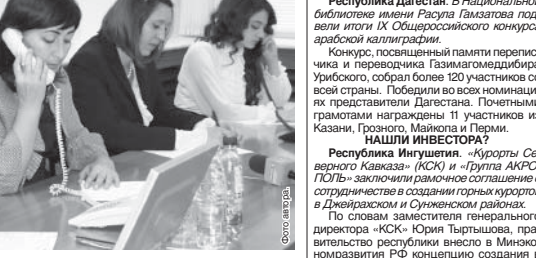 Фото автора.
Республика Дагестан. В Национальной
библиотеке имени Расула Гамзатова под-
вели итоги IX Общероссийского конкурса
арабской каллиграфии.
Конкурс, посвященный памяти перепис-
чика и переводчика Газимагомеддибира
Урибского, собрал более 120 участников со
всей страны. Победили во всех номинаци-
ях представители Дагестана. Почетными
грамотами награждены 11 участников из
Казани, Грозного, Майкопа и Перми.
НАШЛИ ИНВЕСТОРА?
Республика Ингушетия. «Курорты Се-
верного Кавказа» (КСК) и «Группа АКРО-
ПОЛЬ» заключили рамочное соглашение о
сотрудничестве в создании горных курортов
в Джейрахском и Сунженском районах.
По словам заместителя генерального
директора «КСК» Юрия Тыртышова, пра-
вительство республики внесло в Минэко-
номразвития РФ концепцию создания